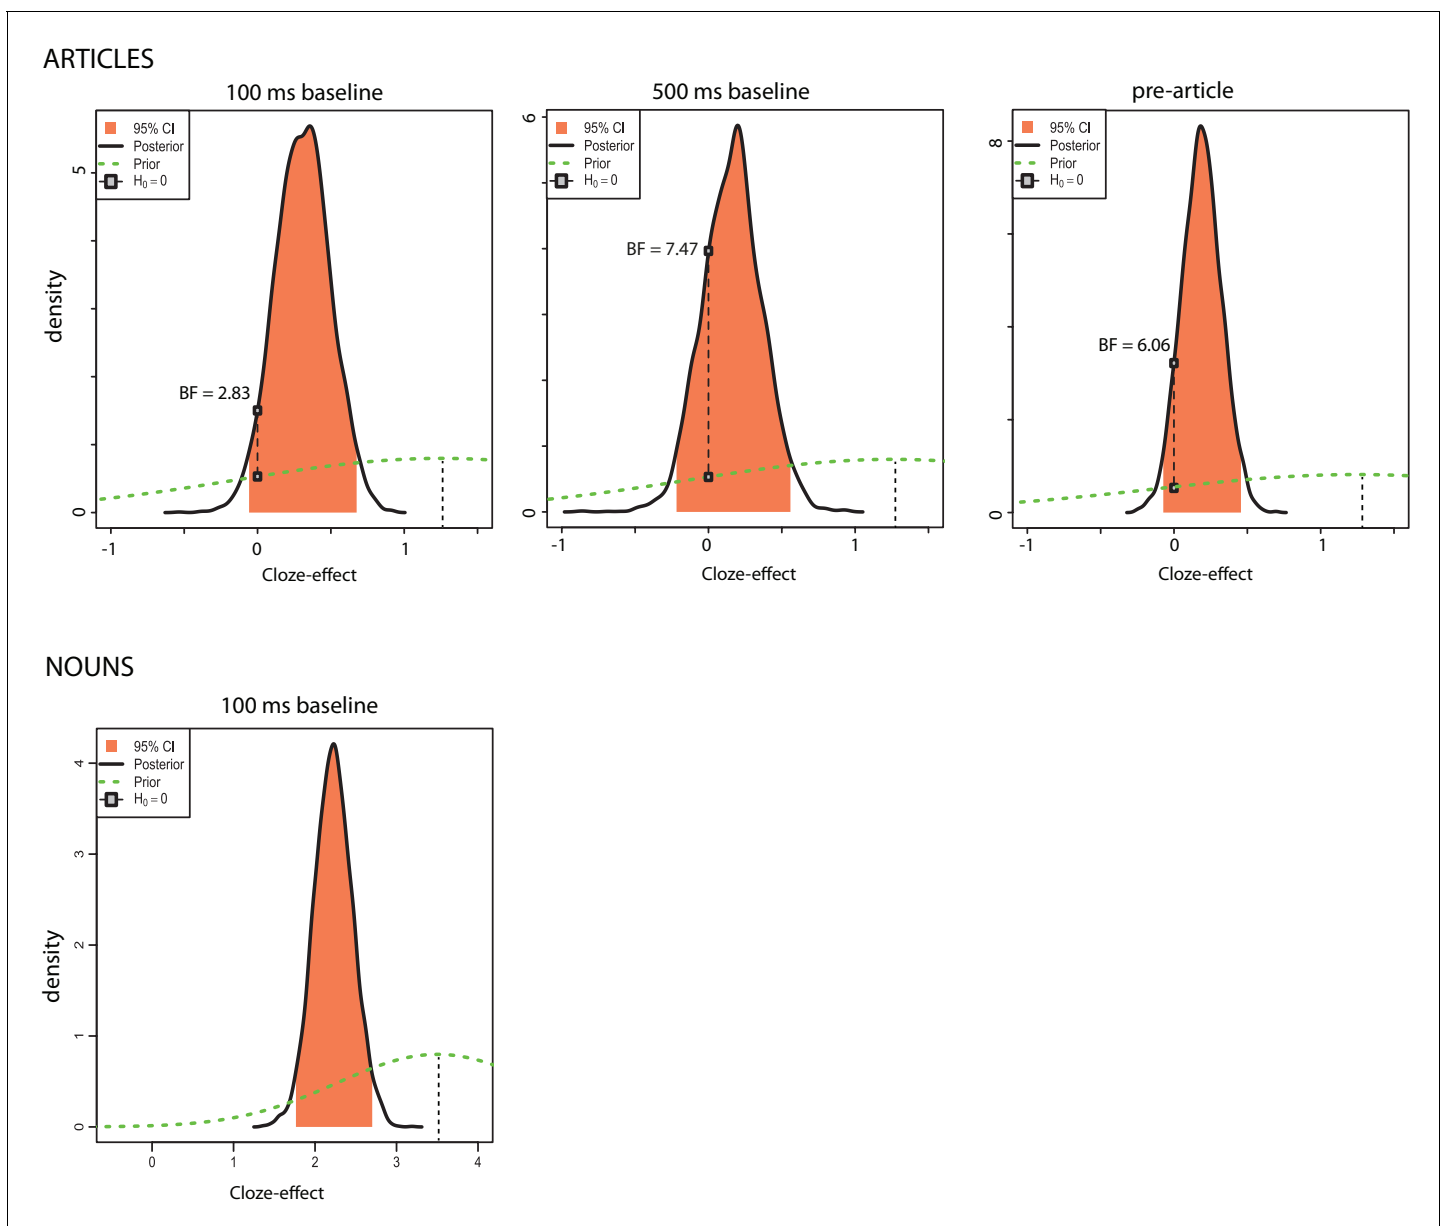 ARTICLES
100 ms baseline
95% CI
Posterior
Prior
H₀ = 0
BF = 2.83
density
0
5
-1
0
1
Cloze-effect
500 ms baseline
95% CI
Posterior
Prior
H₀ = 0
BF = 7.47
0
6
-1
0
1
Cloze-effect
pre-article
95% CI
Posterior
Prior
H₀ = 0
BF = 6.06
0
8
-1
0
1
Cloze-effect
NOUNS
100 ms baseline
95% CI
Posterior
Prior
H₀ = 0
density
0
1
2
3
4
0
1
2
3
4
Cloze-effect